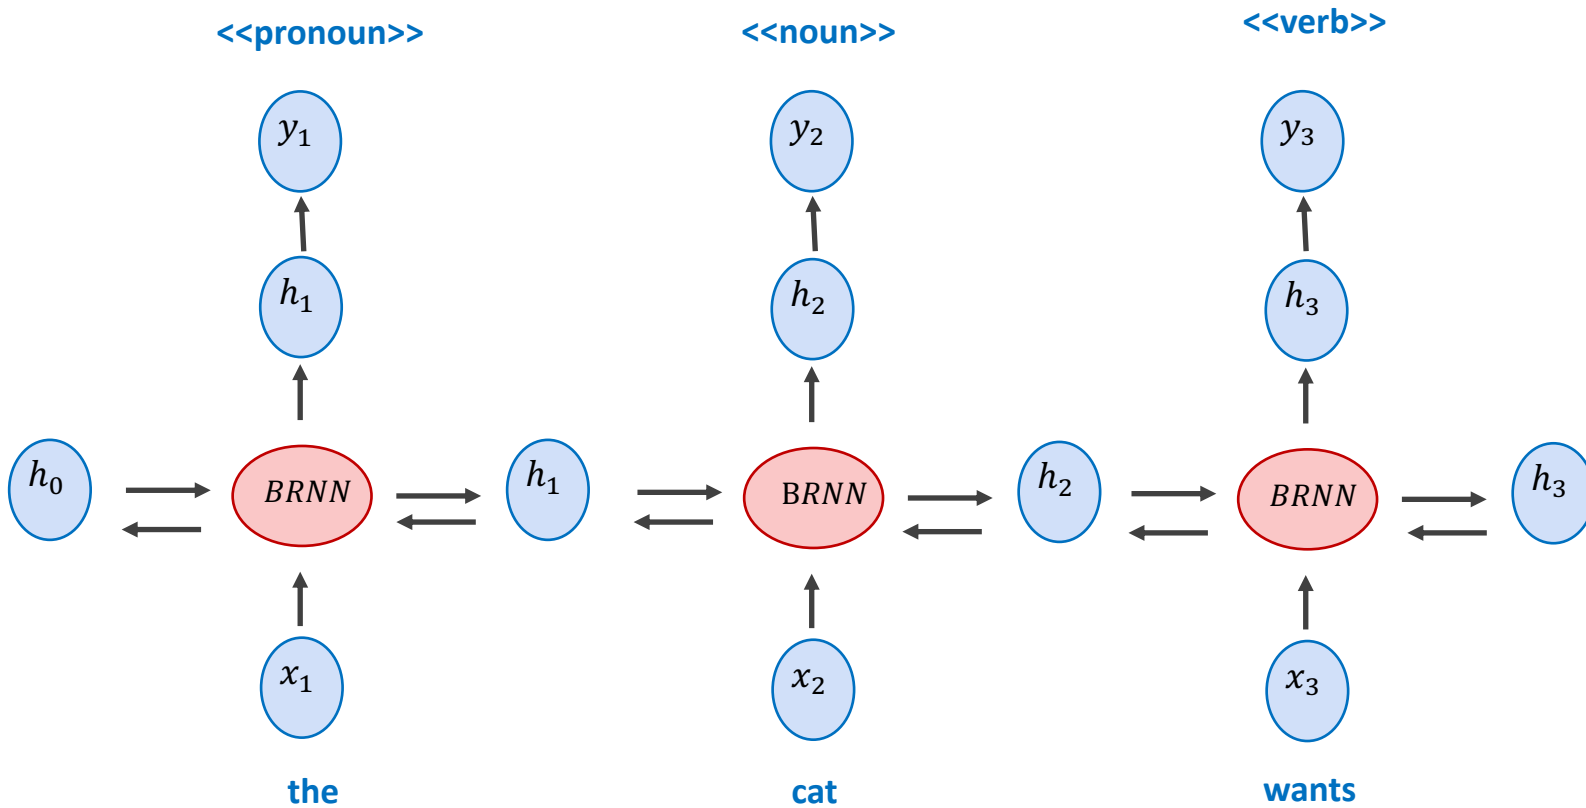 <<pronoun>> <<noun>> <<verb>>
y₁ y₂ y₃
h₁ h₂ h₃
h₀ BRNN h₁ BRNN h₂ BRNN h₃
x₁ x₂ x₃
the cat wants